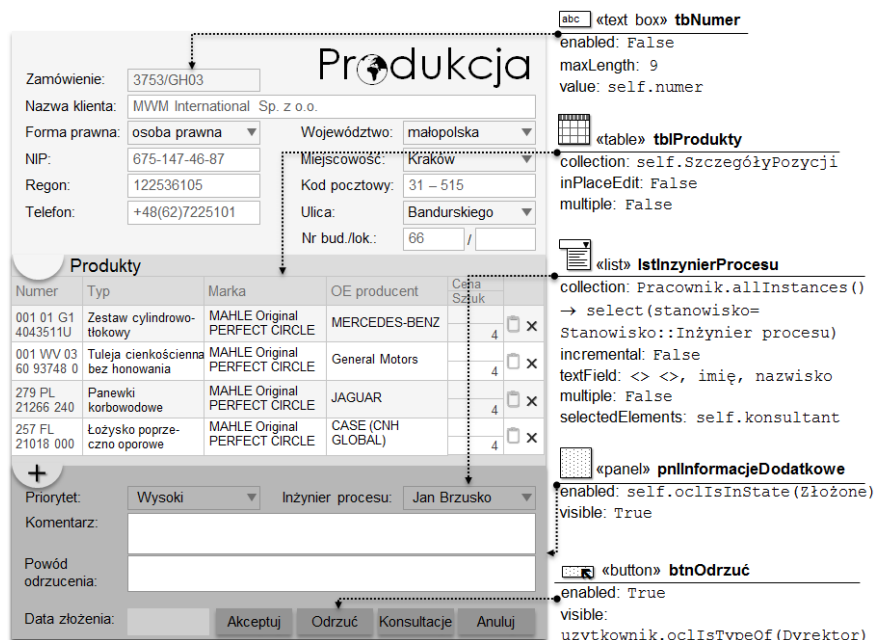 Produkcja
Zamówienie: 3753/GH03
Nazwa klienta: MWM International Sp. z o.o.
Forma prawna: osoba prawna Województwo: małopolska
NIP: 675-147-46-87 Miejscowość: Kraków
Regon: 122536105 Kod pocztowy: 31 – 515
Telefon: +48(62)7225101 Ulica: Bandurskiego
Nr bud./lok.: 66 /
Produkty
Numer Typ Marka OE producent Cena
Sztuk
001 01 G1 Zestaw cylindrowo- MAHLE Original MERCEDES-BENZ
4043511U tłokowy PERFECT CIRCLE 4
001 WV 03 Tuleja cienkościenna MAHLE Original General Motors
60 93748 0 bez honowania PERFECT CIRCLE 4
279 PL Panewki MAHLE Original JAGUAR
21266 240 korbowodowe PERFECT CIRCLE 4
257 FL Łożysko poprze- MAHLE Original CASE (CNH
21018 000 czno oporowe PERFECT CIRCLE GLOBAL) 4
Priorytet: Wysoki Inżynier procesu: Jan Brzusko
Komentarz:
Powód
odrzucenia:
Data złożenia: Akceptuj Odrzuć Konsultacje Anuluj
abc «text box» tbNumer
enabled: False
maxLength: 9
value: self.numer
«table» tblProdukty
collection: self.SzczegółyPozycji
inPlaceEdit: False
multiple: False
«list» lstInzynierProcesu
collection: Pracownik.allInstances()
→ select(stanowisko=
Stanowisko::Inżynier procesu)
incremental: False
textField: <> <>, imię, nazwisko
multiple: False
selectedElements: self.konsultant
«panel» pnlInformacjeDodatkowe
enabled: self.oclIsInState(Złożone)
visible: True
«button» btnOdrzuć
enabled: True
visible:
uzytkownik.oclIsTypeOf(Dyrektor)